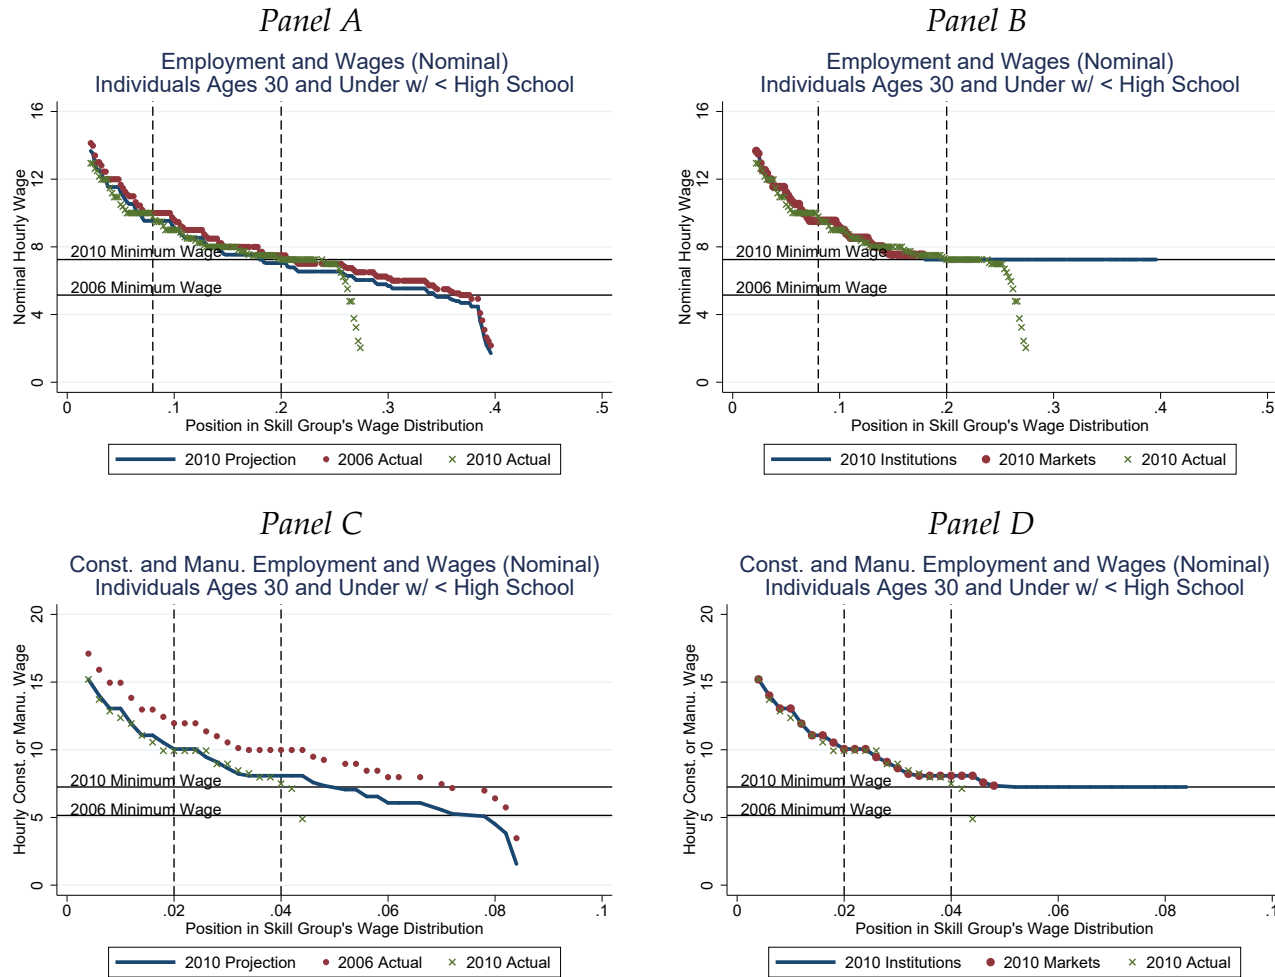 Panel A
Employment and Wages (Nominal)
Individuals Ages 30 and Under w/ < High School
Nominal Hourly Wage
16
12
8
4
0
2010 Minimum Wage
2006 Minimum Wage
0 .1 .2 .3 .4 .5
Position in Skill Group's Wage Distribution
2010 Projection 2006 Actual 2010 Actual
Panel B
Employment and Wages (Nominal)
Individuals Ages 30 and Under w/ < High School
Nominal Hourly Wage
16
12
8
4
0
2010 Minimum Wage
2006 Minimum Wage
0 .1 .2 .3 .4 .5
Position in Skill Group's Wage Distribution
2010 Institutions 2010 Markets 2010 Actual
Panel C
Const. and Manu. Employment and Wages (Nominal)
Individuals Ages 30 and Under w/ < High School
Hourly Const. or Manu. Wage
20
15
10
5
0
2010 Minimum Wage
2006 Minimum Wage
0 .02 .04 .06 .08 .1
Position in Skill Group's Wage Distribution
2010 Projection 2006 Actual 2010 Actual
Panel D
Const. and Manu. Employment and Wages (Nominal)
Individuals Ages 30 and Under w/ < High School
Hourly Const. or Manu. Wage
20
15
10
5
0
2010 Minimum Wage
2006 Minimum Wage
0 .02 .04 .06 .08 .1
Position in Skill Group's Wage Distribution
2010 Institutions 2010 Markets 2010 Actual